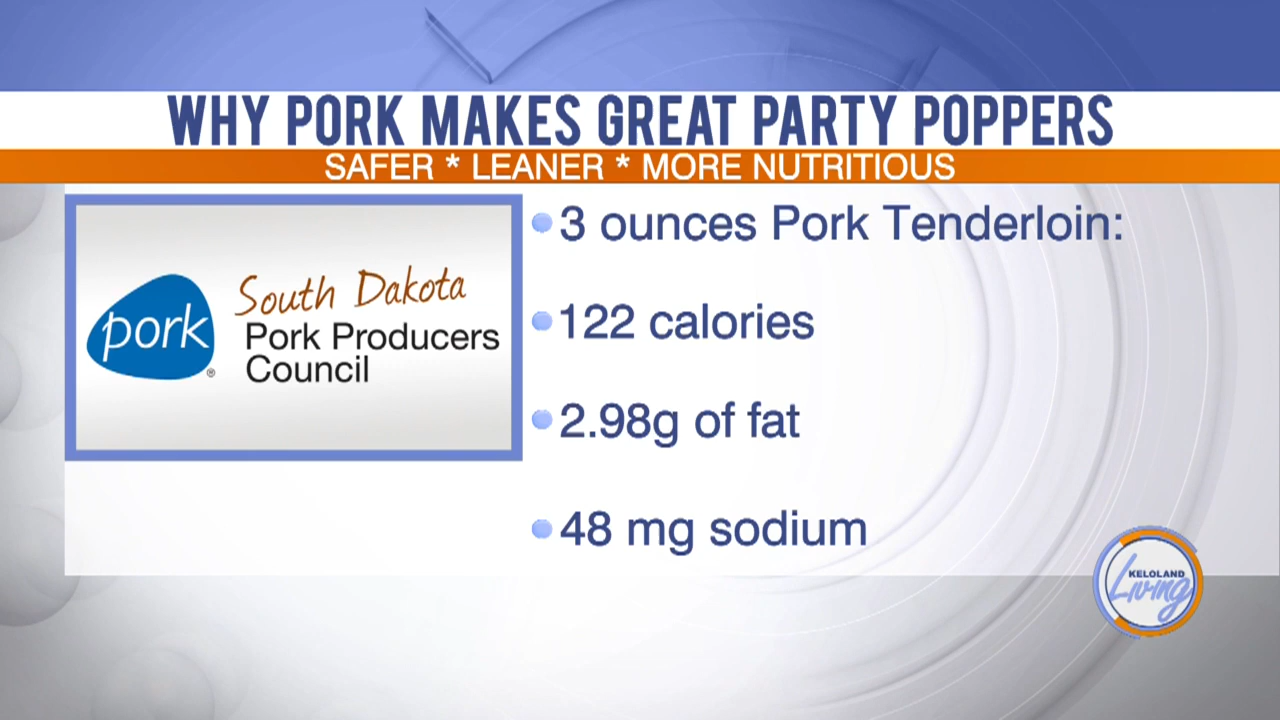 WHY PORK MAKES GREAT PARTY POPPERS
SAFER * LEANER * MORE NUTRITIOUS
pork®
South Dakota
Pork Producers
Council
3 ounces Pork Tenderloin:
122 calories
2.98g of fat
48 mg sodium
KELOLAND
Living